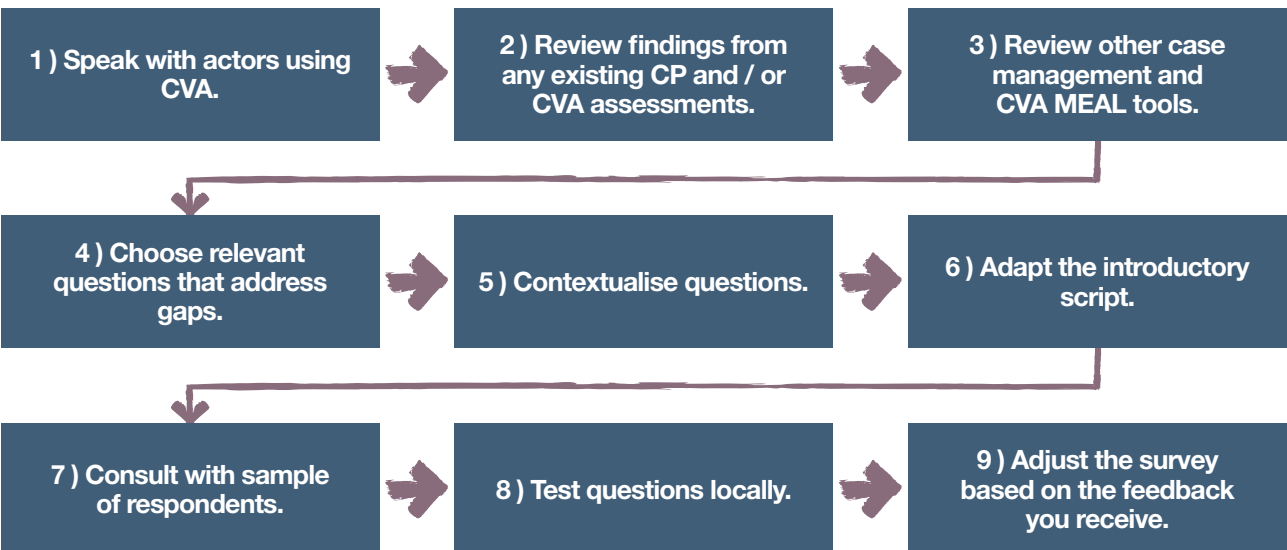 1 ) Speak with actors using
CVA.
2 ) Review findings from
any existing CP and / or
CVA assessments.
3 ) Review other case
management and
CVA MEAL tools.
4 ) Choose relevant
questions that address
gaps.
5 ) Contextualise questions.
6 ) Adapt the introductory
script.
7 ) Consult with sample
of respondents.
8 ) Test questions locally.
9 ) Adjust the survey
based on the feedback
you receive.